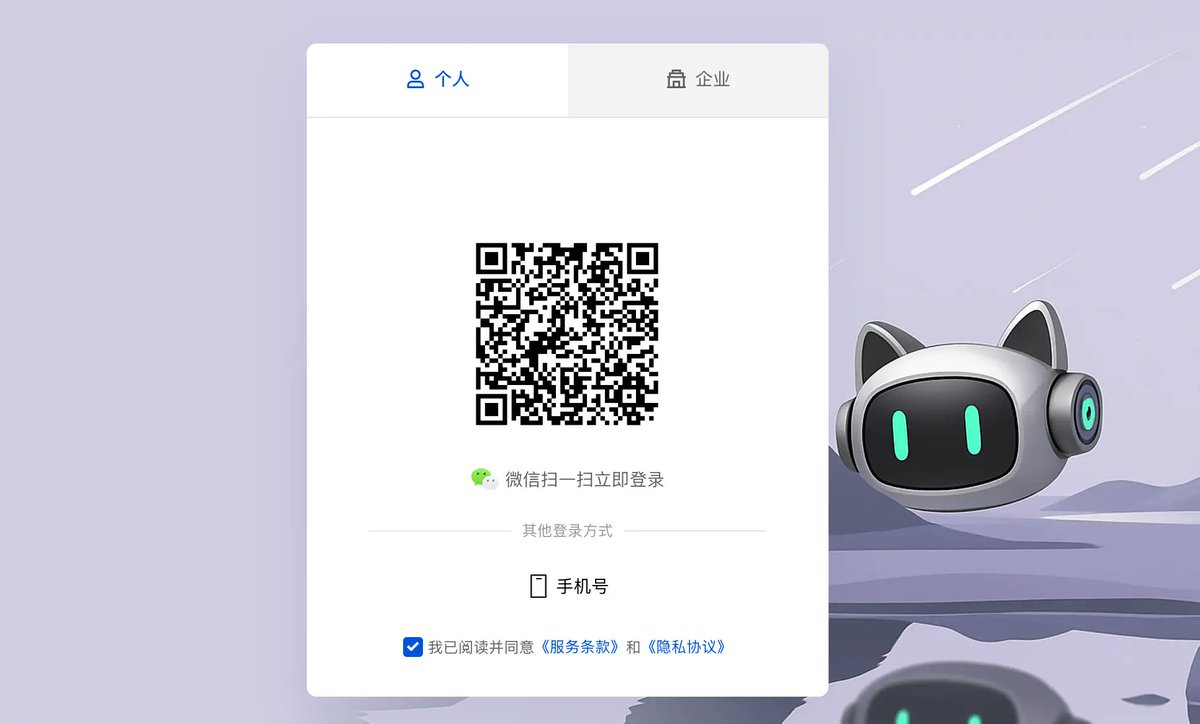 个人
企业
微信扫一扫立即登录
其他登录方式
手机号
我已阅读并同意《服务条款》和《隐私协议》